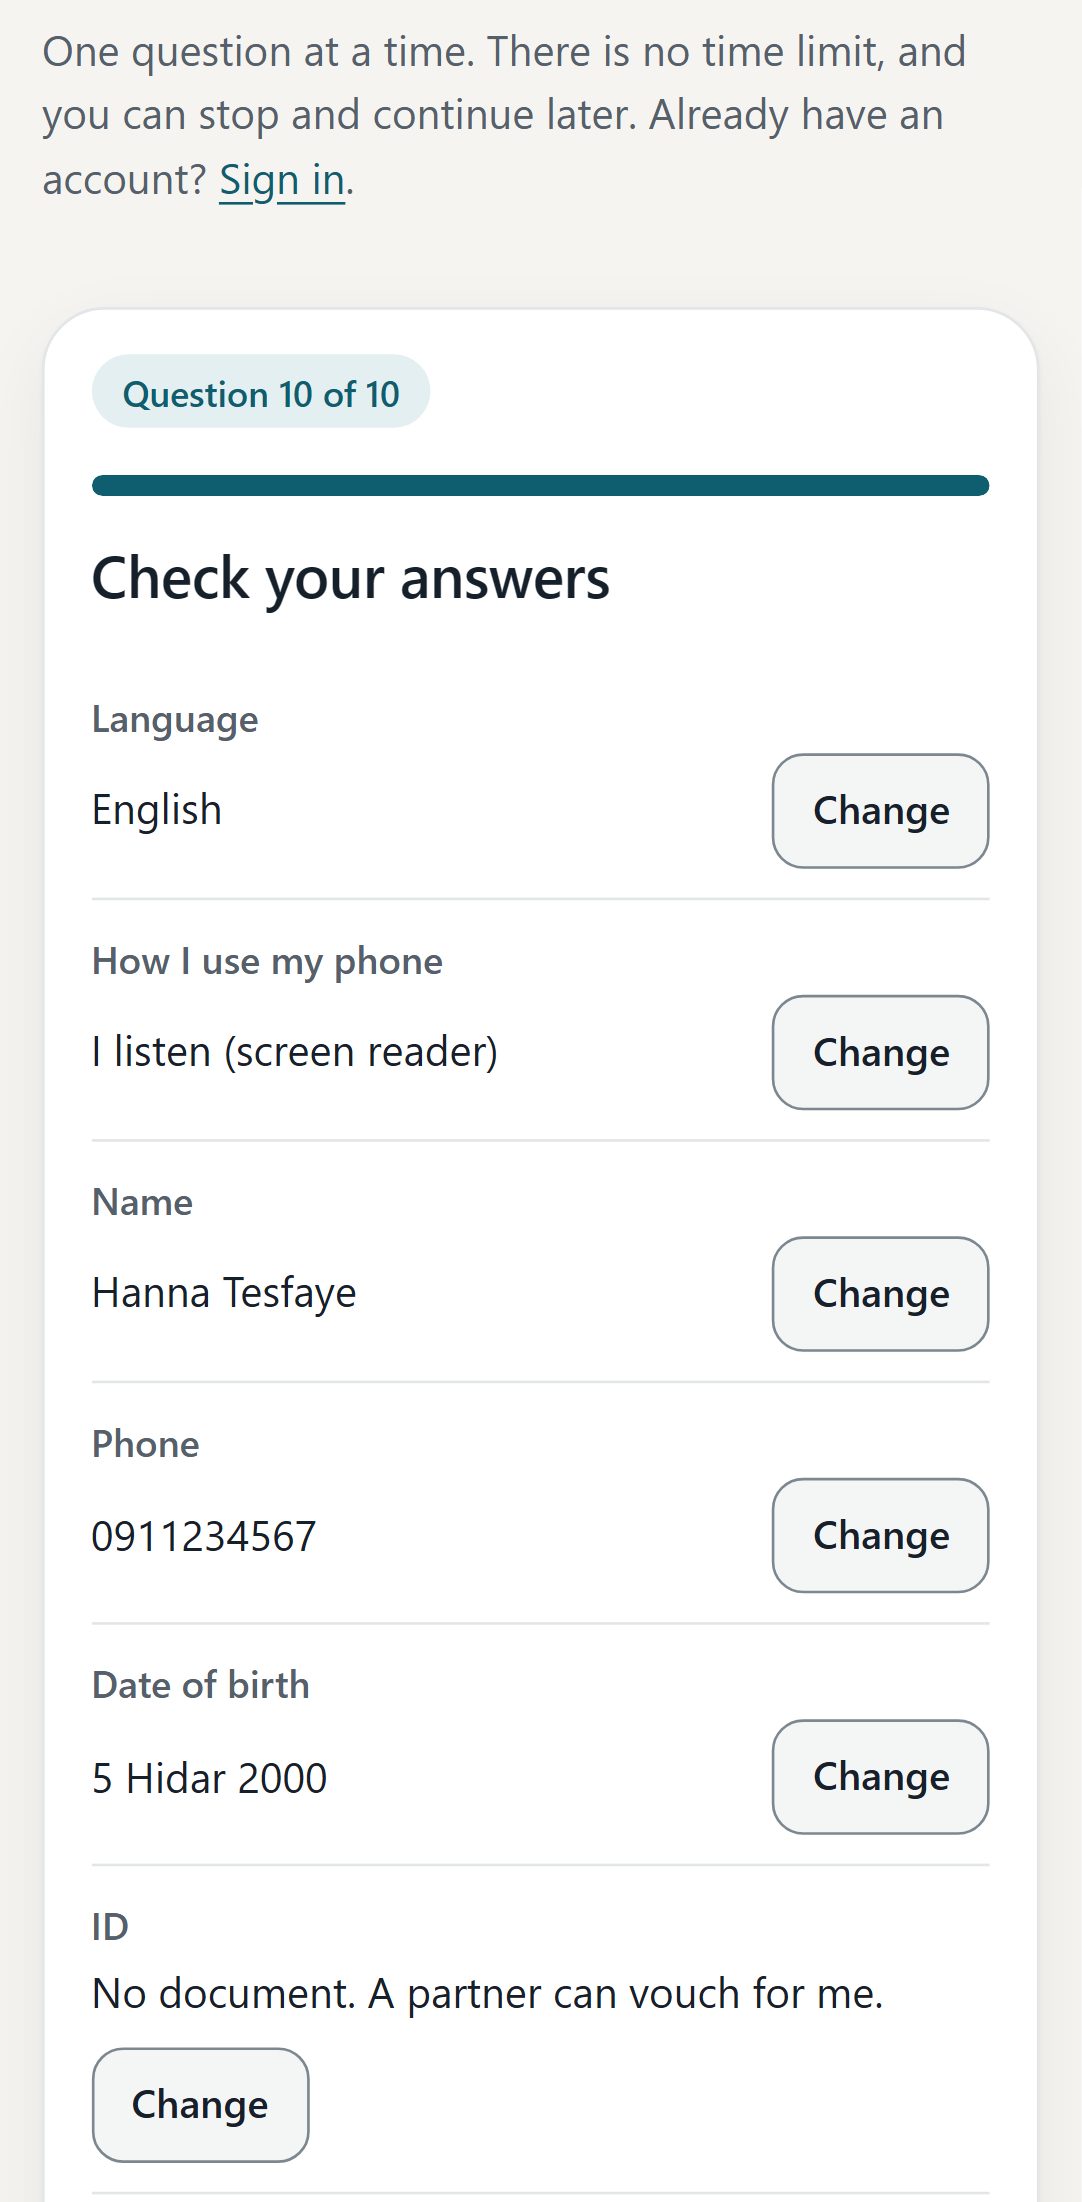 One question at a time. There is no time limit, and
you can stop and continue later. Already have an
account? Sign in.
Question 10 of 10
Check your answers
Language
English
Change
How I use my phone
I listen (screen reader)
Change
Name
Hanna Tesfaye
Change
Phone
0911234567
Change
Date of birth
5 Hidar 2000
Change
ID
No document. A partner can vouch for me.
Change